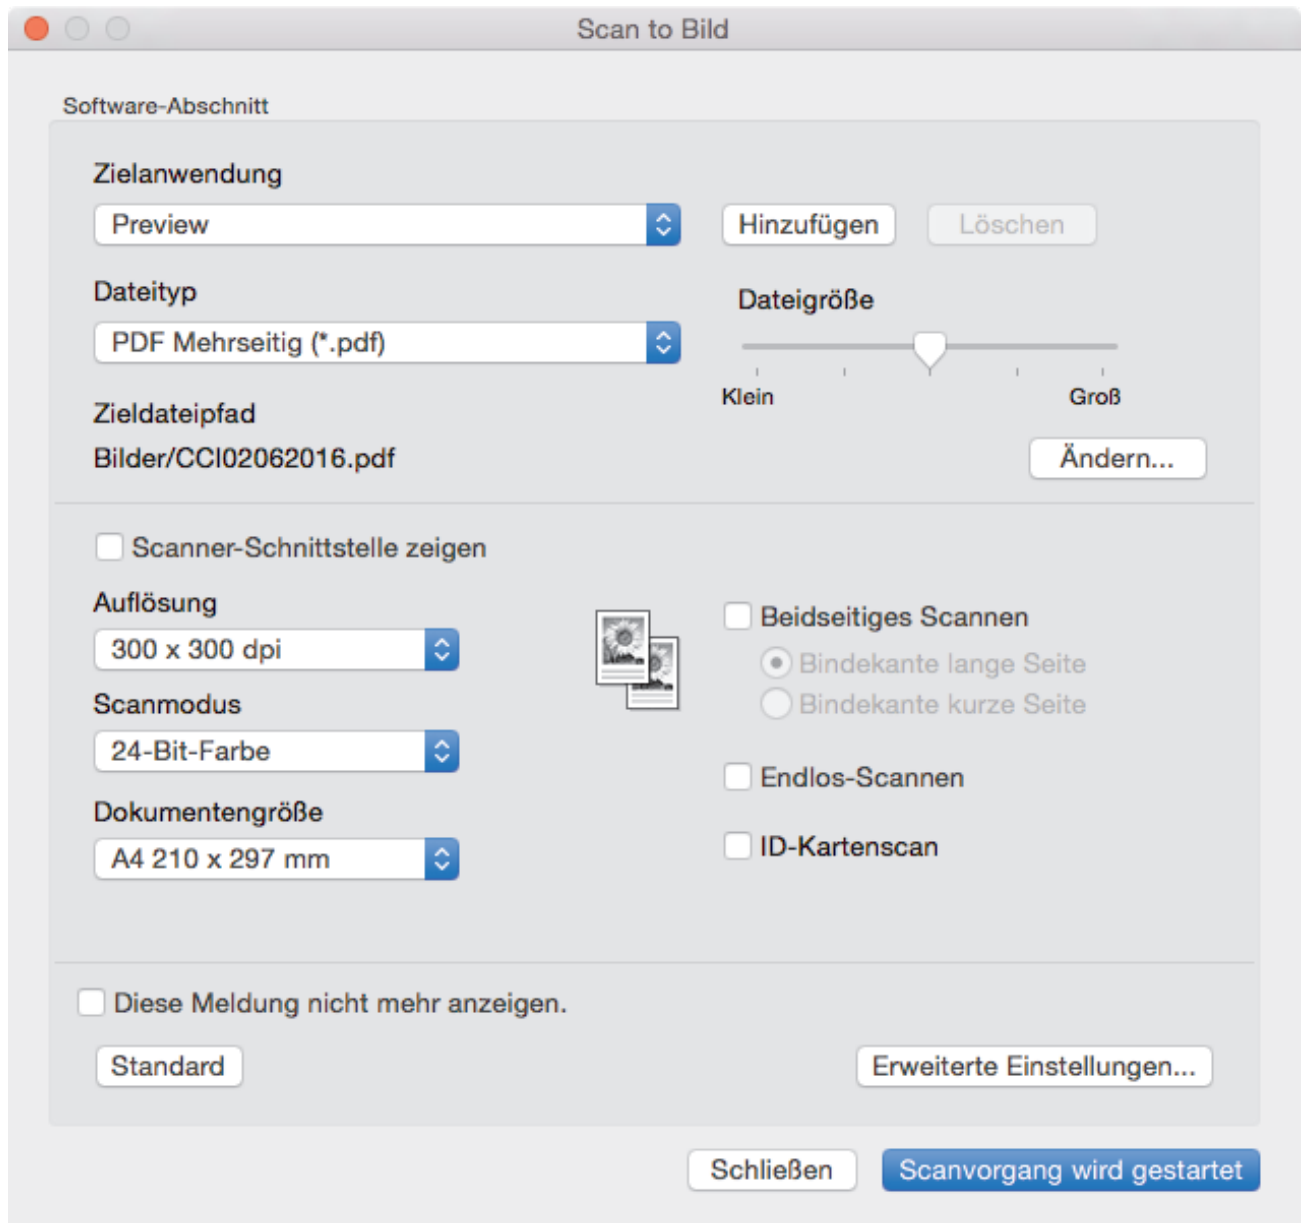 Scan to Bild
Software-Abschnitt
Zielanwendung
Preview
Hinzufügen
Löschen
Dateityp
PDF Mehrseitig (*.pdf)
Dateigröße
Klein
Groß
Zieldateipfad
Bilder/CCI02062016.pdf
Ändern...
Scanner-Schnittstelle zeigen
Auflösung
300 x 300 dpi
Scanmodus
24-Bit-Farbe
Dokumentengröße
A4 210 x 297 mm
Beidseitiges Scannen
Bindekante lange Seite
Bindekante kurze Seite
Endlos-Scannen
ID-Kartenscan
Diese Meldung nicht mehr anzeigen.
Standard
Erweiterte Einstellungen...
Schließen
Scanvorgang wird gestartet